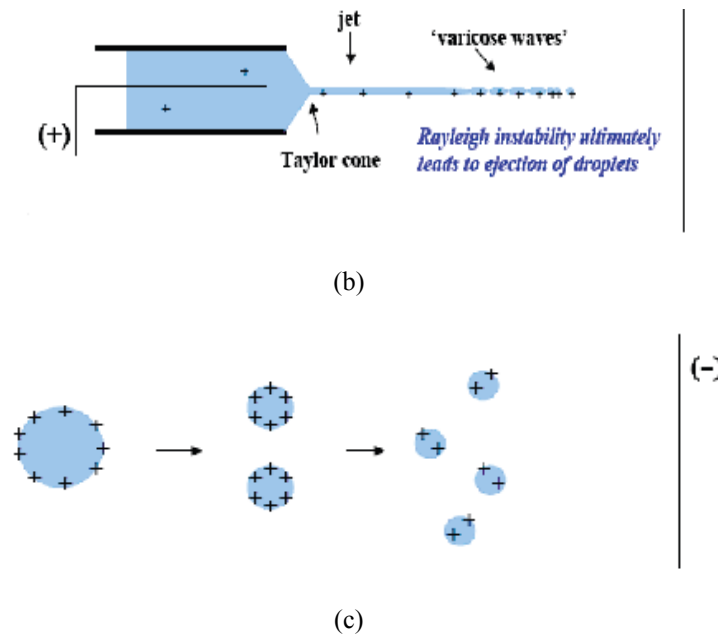 jet
‘varicose waves’
(+)
Taylor cone
Rayleigh instability ultimately
leads to ejection of droplets
(b)
(–)
(c)